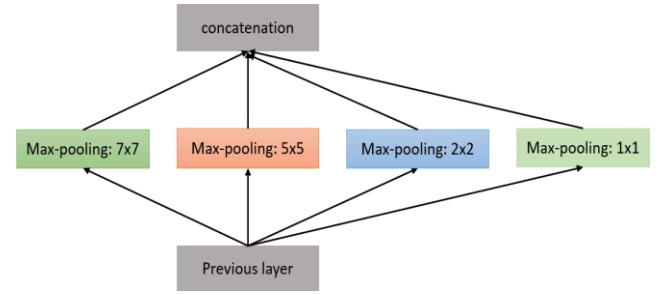 concatenation
Max-pooling: 7x7
Max-pooling: 5x5
Max-pooling: 2x2
Max-pooling: 1x1
Previous layer